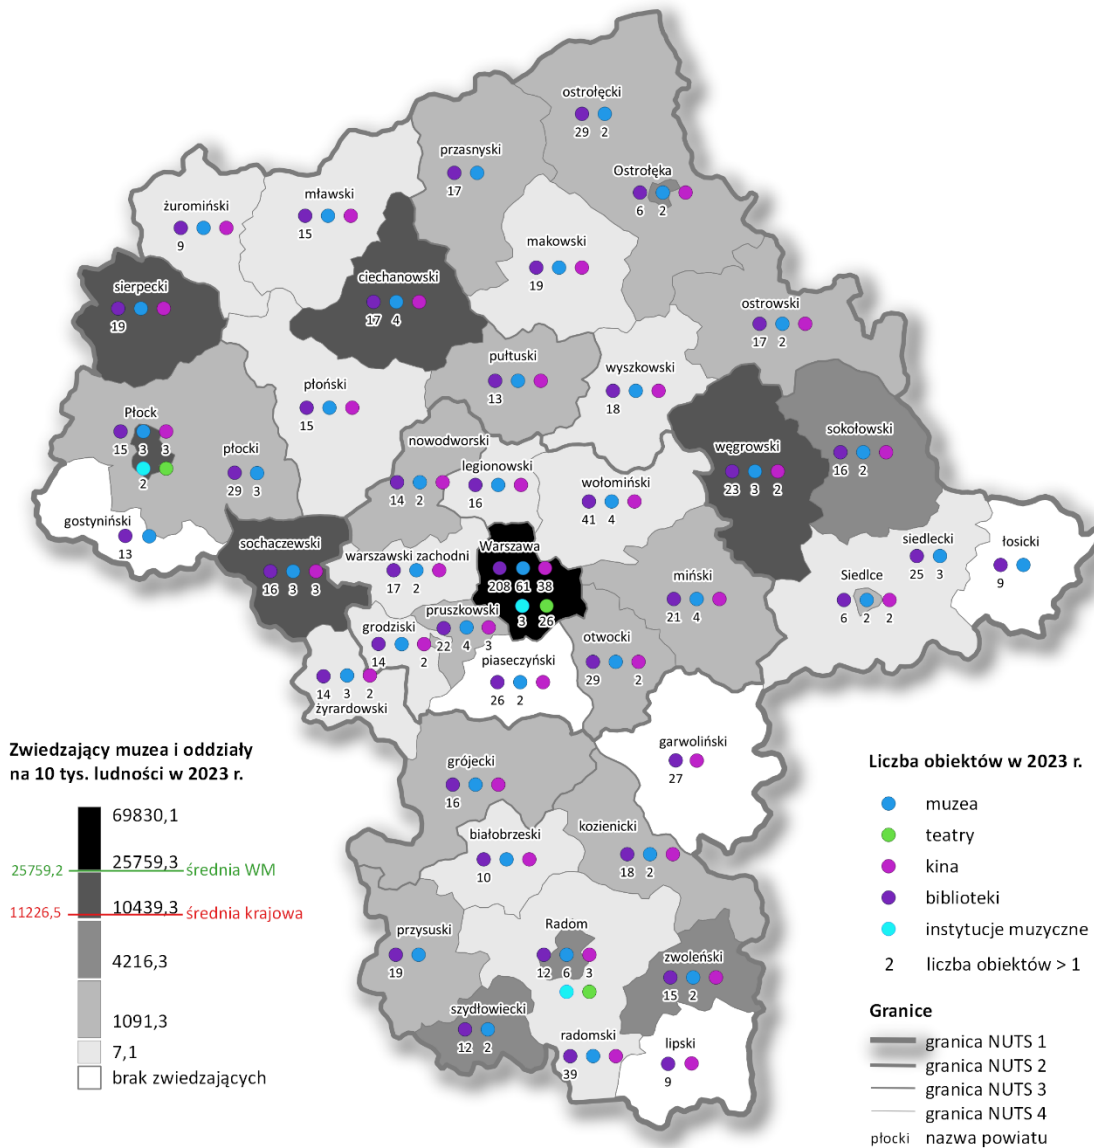 ostrołęcki
29 2
przasnyski
17
Ostrołęka
6 2
mławski
15
żuromiński
9
makowski
19
ciechanowski
17 4
sierpecki
19
ostrowski
17 2
pułtuski
13
wyszkowski
18
płoński
15
Płock
15 3 3
2
płocki
29 3
nowodworski
14 2
legionowski
16
wołomiński
41 4
węgrowski
23 3 2
sokołowski
16 2
gostyniński
13
sochaczewski
16 3 3
warszawski zachodni
17 2
Warszawa
208 61 38
3 26
miński
21 4
siedlecki
25 3
łosicki
9
Siedlce
6 2 2
pruszkowski
22 4 3
grodziski
14 2
otwocki
29 2
piaseczyński
26 2
14 3 2
żyrardowski
garwoliński
27
grójecki
16
białobrzeski
10
kozienicki
18 2
przysuski
19
Radom
12 6 3
zwoleński
15 2
szydłowiecki
12 2
radomski
39
lipski
9
Zwiedzający muzea i oddziały
na 10 tys. ludności w 2023 r.
69830,1
25759,3
25759,2 średnia WM
10439,3
11226,5 średnia krajowa
4216,3
1091,3
7,1
brak zwiedzających
Liczba obiektów w 2023 r.
muzea
teatry
kina
biblioteki
instytucje muzyczne
2 liczba obiektów > 1
Granice
granica NUTS 1
granica NUTS 2
granica NUTS 3
granica NUTS 4
płocki nazwa powiatu